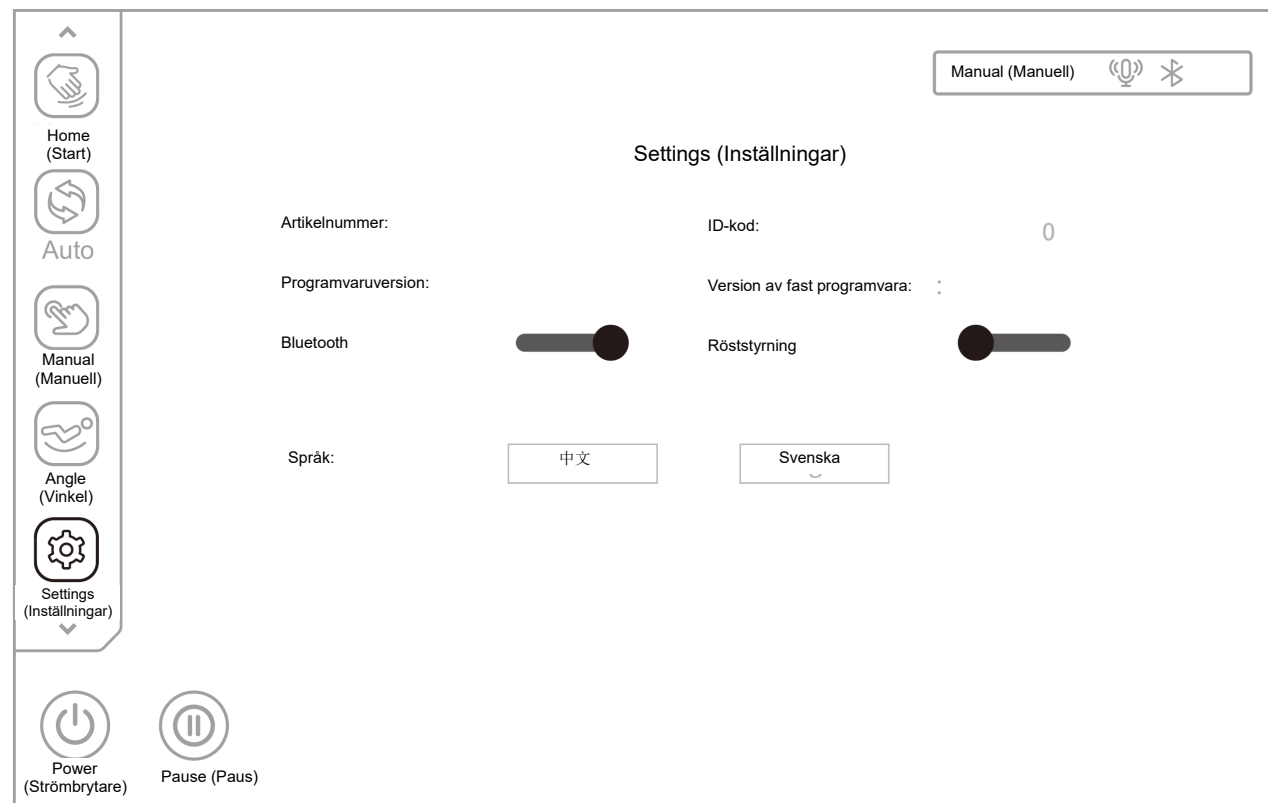 Manual (Manuell)
Home
(Start)
Settings (Inställningar)
Artikelnummer:
ID-kod:
0
Auto
Programvaruversion:
Version av fast programvara:
:
Bluetooth
Röststyrning
Manual
(Manuell)
Språk:
中文
Svenska
Angle
(Vinkel)
Settings
(Inställningar)
Power
(Strömbrytare)
Pause (Paus)